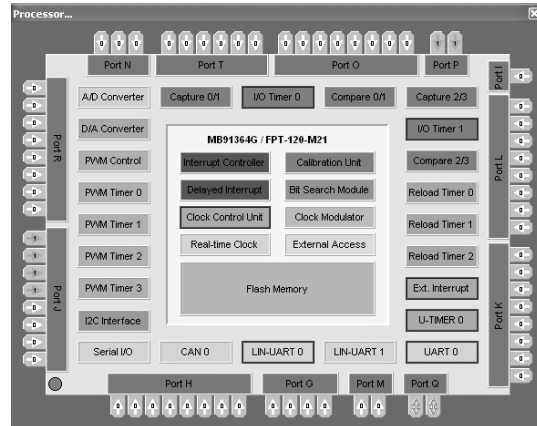 Processor...
Port N Port T Port O Port P
Port I
A/D Converter Capture 0/1 I/O Timer 0 Compare 0/1 Capture 2/3
D/A Converter I/O Timer 1
MB91364G / FPT-120-M21
Port R
Port L
PWM Control Interrupt Controller Calibration Unit Compare 2/3
PWM Timer 0 Delayed Interrupt Bit Search Module Reload Timer 0
PWM Timer 1 Clock Control Unit Clock Modulator Reload Timer 1
PWM Timer 2 Real-time Clock External Access Reload Timer 2
PWM Timer 3 Flash Memory Ext. Interrupt
Port J
Port K
I2C Interface U-TIMER 0
Serial I/O CAN 0 LIN-UART 0 LIN-UART 1 UART 0
Port H Port G Port M Port Q